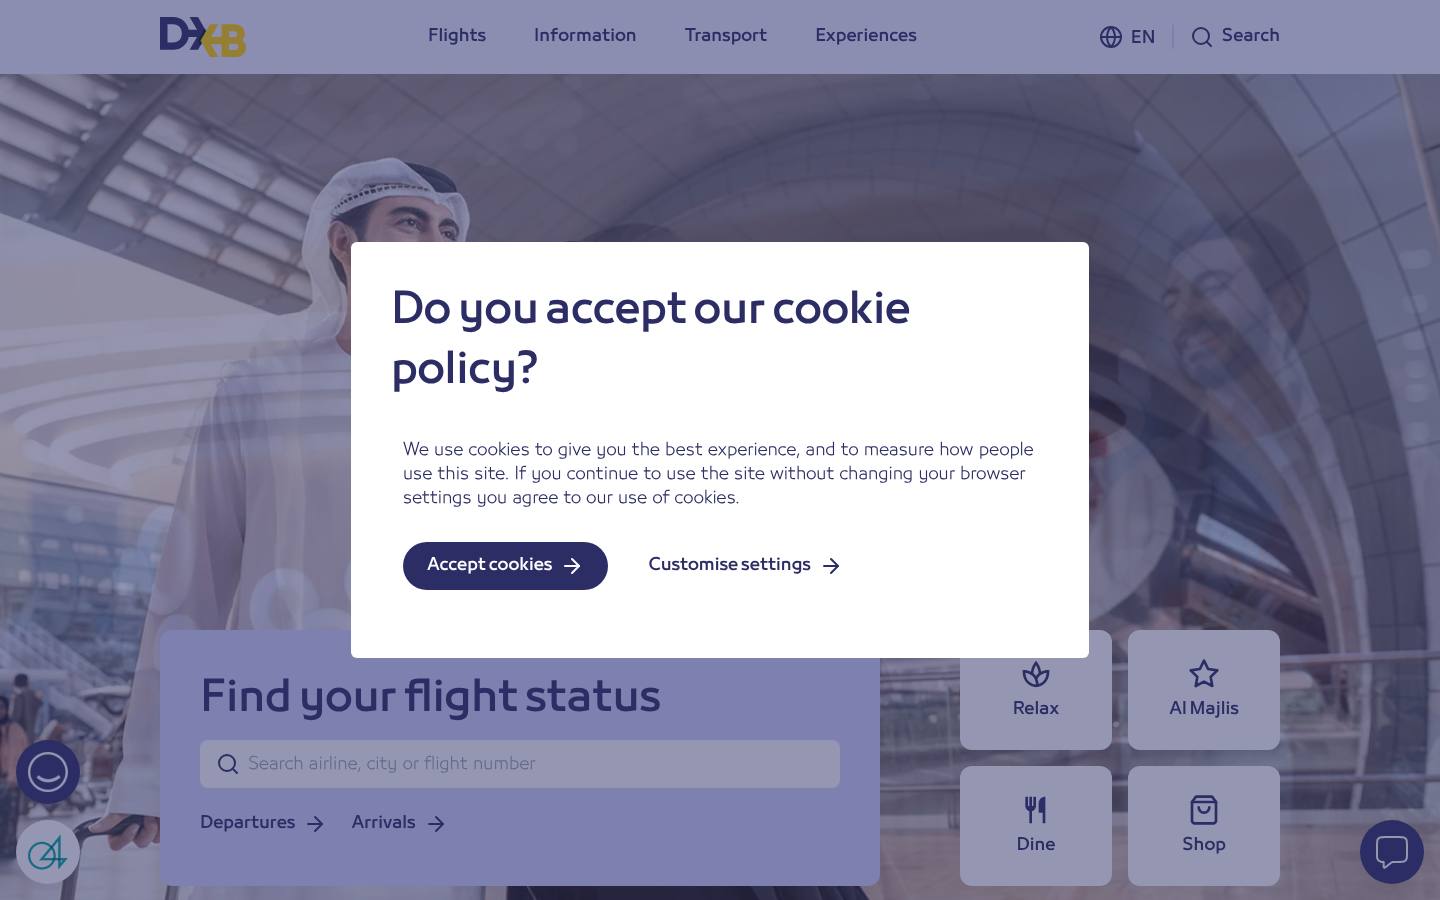 DXB
Flights
Information
Transport
Experiences
EN
Search
Do you accept our cookie
policy?
We use cookies to give you the best experience, and to measure how people
use this site. If you continue to use the site without changing your browser
settings you agree to our use of cookies.
Accept cookies
Customise settings
Find your flight status
Search airline, city or flight number
Departures
Arrivals
Relax
Al Majlis
Dine
Shop